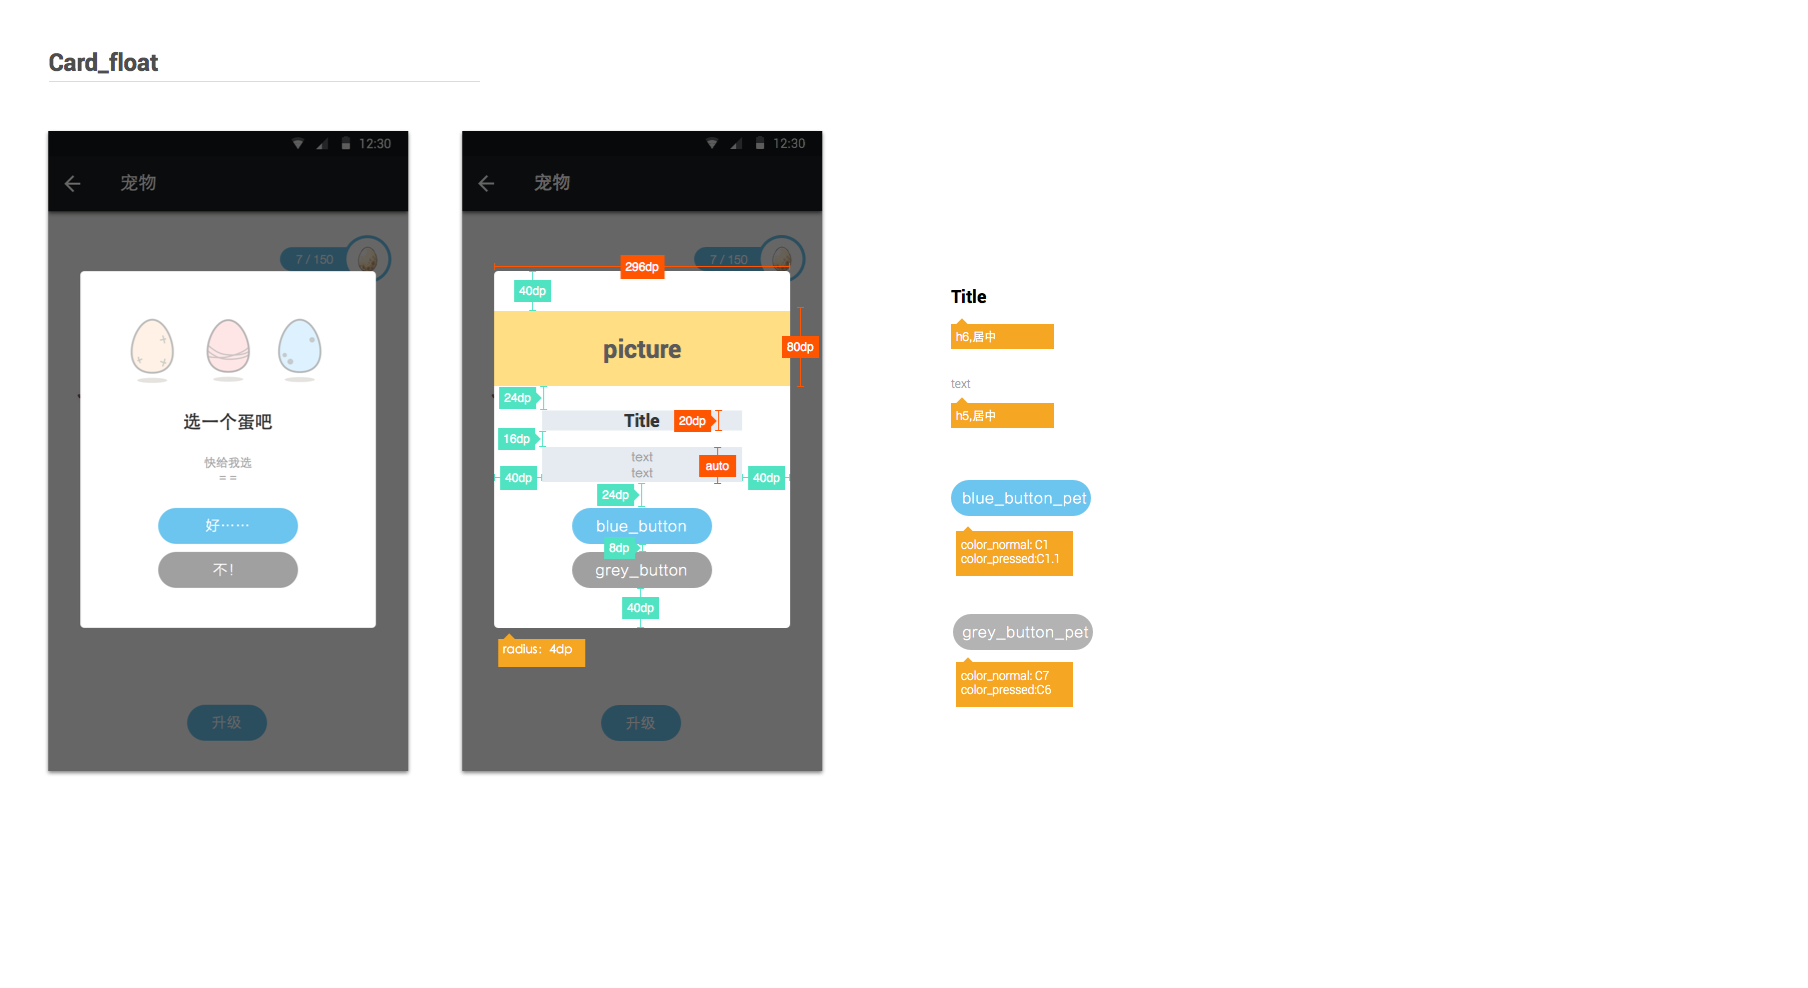 Card_float
12:30
宠物
7 / 150
选一个蛋吧
快给我选
= =
好······
不!
升级
12:30
宠物
7 / 150
296dp
40dp
picture
80dp
24dp
Title
20dp
16dp
text
text
auto
40dp
40dp
24dp
blue_button
8dp
grey_button
40dp
radius: 4dp
升级
Title
h6,居中
text
h5,居中
blue_button_pet
color_normal: C1
color_pressed:C1.1
grey_button_pet
color_normal: C7
color_pressed:C6